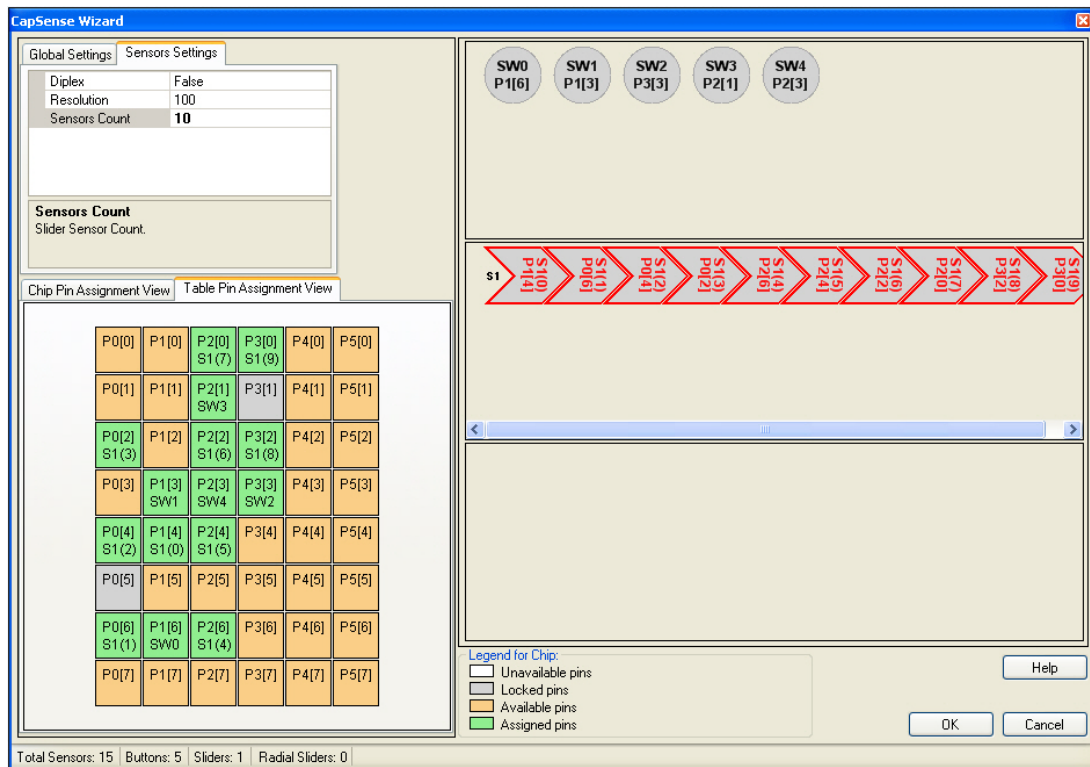 CapSense Wizard
Global Settings Sensors Settings
Diplex False
Resolution 100
Sensors Count 10
Sensors Count
Slider Sensor Count.
Chip Pin Assignment View Table Pin Assignment View
P0[0] P1[0] P2[0] P3[0] P4[0] P5[0]
S1(7) S1(9)
P0[1] P1[1] P2[1] P3[1] P4[1] P5[1]
SW3
P0[2] P1[2] P2[2] P3[2] P4[2] P5[2]
S1(3) S1(6) S1(8)
P0[3] P1[3] P2[3] P3[3] P4[3] P5[3]
SW1 SW4 SW2
P0[4] P1[4] P2[4] P3[4] P4[4] P5[4]
S1(2) S1(0) S1(5)
P0[5] P1[5] P2[5] P3[5] P4[5] P5[5]
P0[6] P1[6] P2[6] P3[6] P4[6] P5[6]
S1(1) SW0 S1(4)
P0[7] P1[7] P2[7] P3[7] P4[7] P5[7]
SW0 SW1 SW2 SW3 SW4
P1[6] P1[3] P3[3] P2[1] P2[3]
S1
S1(0)
P1[4]
S1(1)
P0[6]
S1(2)
P0[4]
S1(3)
P0[2]
S1(4)
P2[6]
S1(5)
P2[4]
S1(6)
P2[2]
S1(7)
P2[0]
S1(8)
P3[2]
S1(9)
P3[0]
Legend for Chip:
Unavailable pins
Locked pins
Available pins
Assigned pins
Help
OK Cancel
Total Sensors: 15 Buttons: 5 Sliders: 1 Radial Sliders: 0